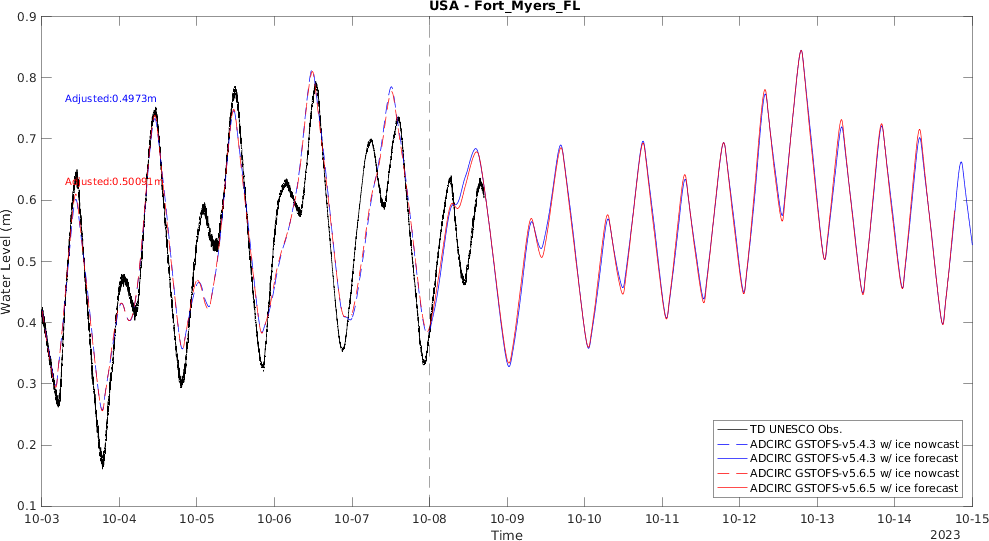 USA - Fort_Myers_FL
0.9
0.8
0.7
0.6
0.5
0.4
0.3
0.2
0.1
Water Level (m)
Adjusted:0.4973m
Adjusted:0.50091m
TD UNESCO Obs.
ADCIRC GSTOFS-v5.4.3 w/ ice nowcast
ADCIRC GSTOFS-v5.4.3 w/ ice forecast
ADCIRC GSTOFS-v5.6.5 w/ ice nowcast
ADCIRC GSTOFS-v5.6.5 w/ ice forecast
10-03 10-04 10-05 10-06 10-07 10-08 10-09 10-10 10-11 10-12 10-13 10-14 10-15
Time
2023